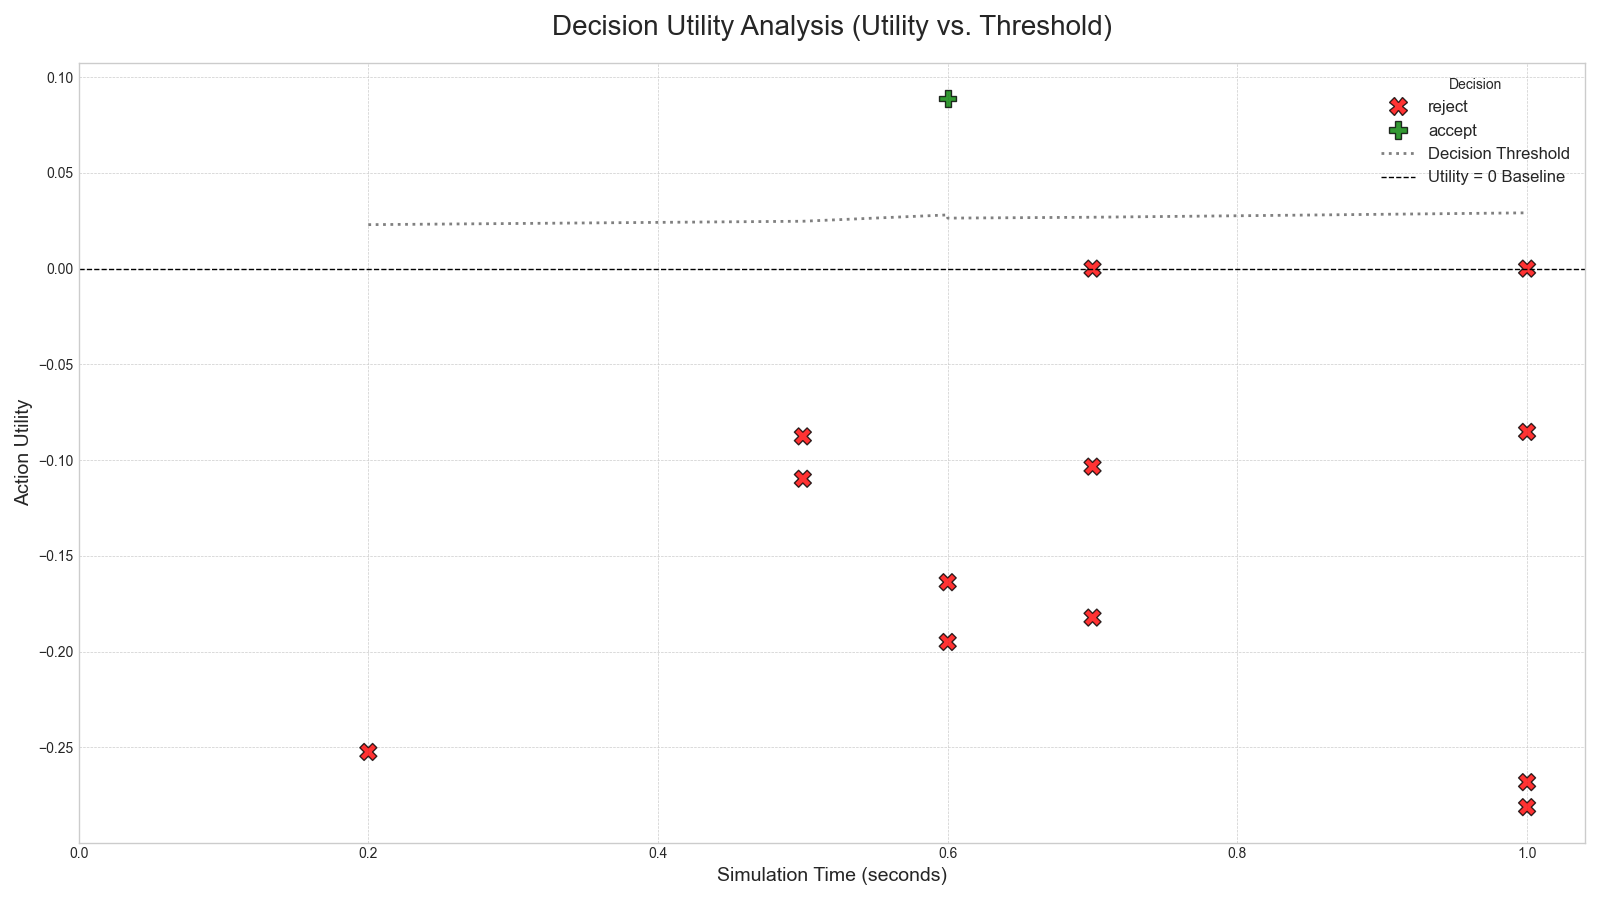 Decision Utility Analysis (Utility vs. Threshold)
Decision
reject
accept
Decision Threshold
Utility = 0 Baseline
Action Utility
0.10
0.05
0.00
−0.05
−0.10
−0.15
−0.20
−0.25
0.0 0.2 0.4 0.6 0.8 1.0
Simulation Time (seconds)